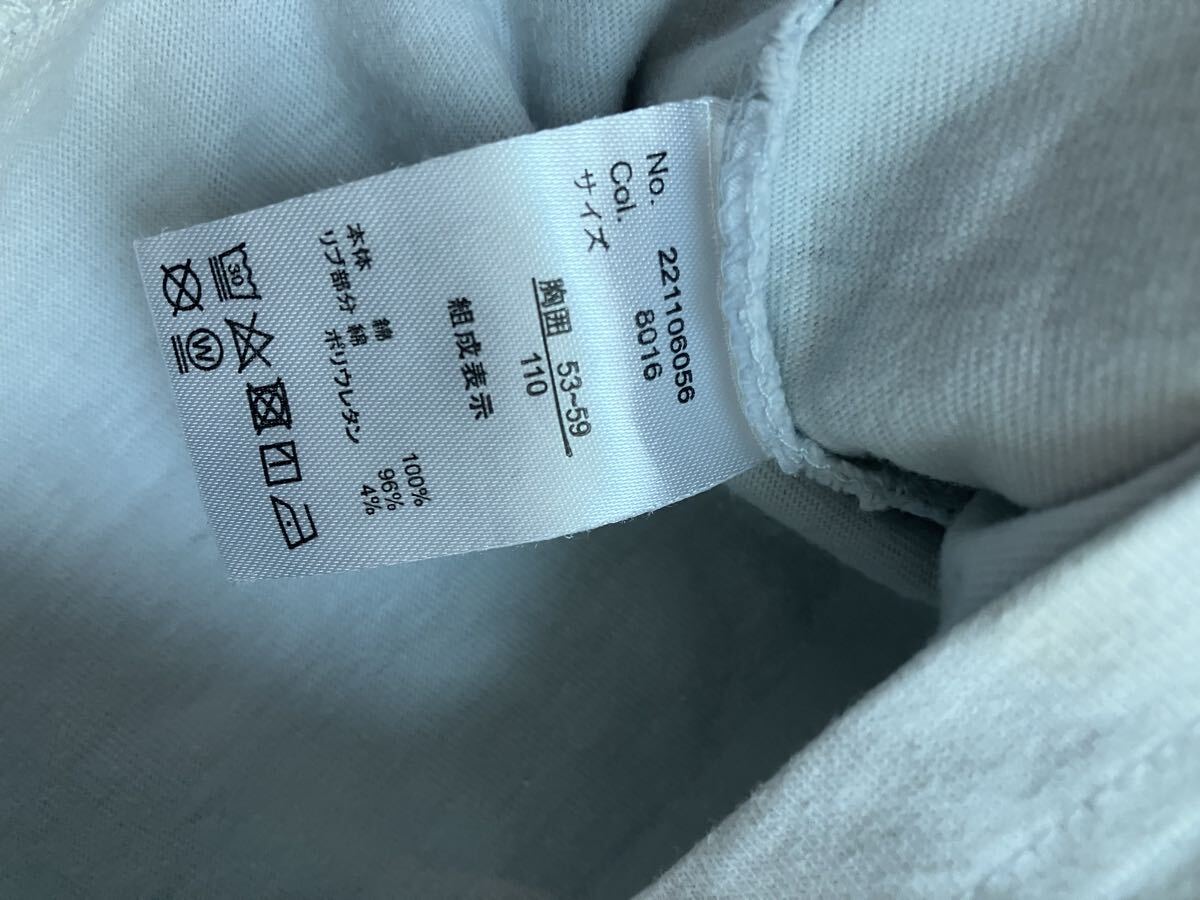 No. 221106056
Col. 8016
サイズ
胸囲 53~59
110
組成表示
本体 綿 100%
リブ部分 綿 96%
ポリウレタン 4%
30
W